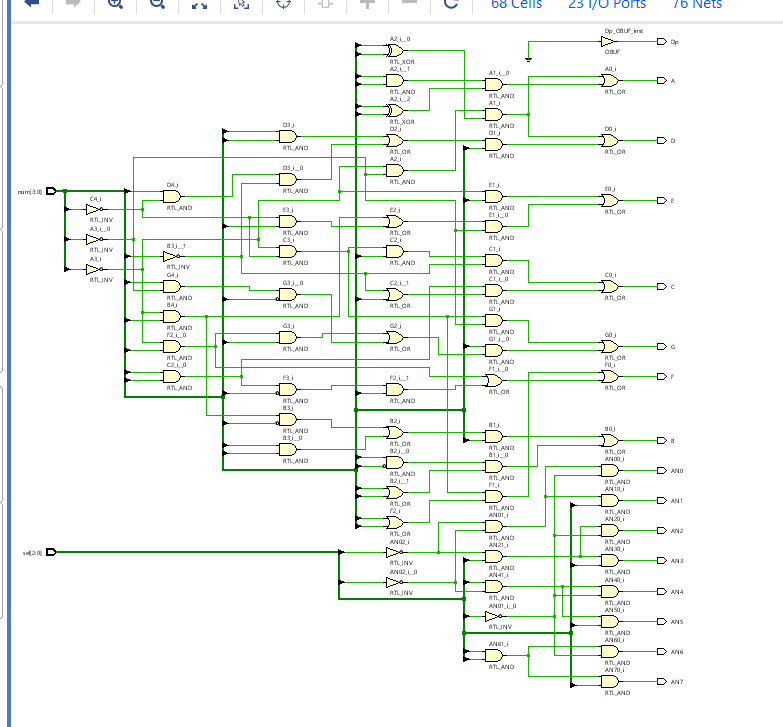 68 Cells 23 I/O Ports 76 Nets
Dp_OBUF_inst
OBUF
Dp
A2_i__0
RTL_XOR
A2_i__1
RTL_AND
A2_i__2
RTL_XOR
A1_i__0
RTL_AND
A1_i
RTL_AND
A0_i
RTL_OR
A
D3_i
RTL_AND
D2_i
RTL_OR
D1_i
RTL_AND
D0_i
RTL_OR
D
A2_i
RTL_AND
D3_i__0
RTL_AND
num[3:0]
D4_i
RTL_AND
C4_i
RTL_INV
A3_i__0
RTL_INV
A3_i
RTL_INV
E1_i
RTL_AND
E0_i
RTL_OR
E
E3_i
RTL_AND
E2_i
RTL_OR
E1_i__0
RTL_AND
B3_i__1
RTL_INV
C3_i
RTL_AND
C2_i
RTL_AND
C1_i
RTL_AND
G4_i
RTL_AND
G3_i__0
RTL_AND
C2_i__1
RTL_OR
C1_i__0
RTL_AND
C0_i
RTL_OR
C
B4_i
RTL_AND
G1_i
RTL_AND
F2_i__0
RTL_AND
G3_i
RTL_AND
G2_i
RTL_OR
G1_i__0
RTL_AND
G0_i
RTL_OR
G
C2_i__0
RTL_AND
F3_i
RTL_AND
F2_i__1
RTL_AND
F1_i__0
RTL_OR
F0_i
RTL_OR
F
B3_i
RTL_AND
B3_i__0
RTL_AND
B2_i
RTL_OR
B1_i
RTL_AND
B0_i
RTL_OR
B
B2_i__0
RTL_AND
B1_i__0
RTL_AND
AN00_i
RTL_AND
AN0
B2_i__1
RTL_OR
F1_i
RTL_AND
AN10_i
RTL_AND
AN1
F2_i
RTL_OR
AN01_i
RTL_AND
AN20_i
RTL_AND
AN2
sel[2:0]
AN02_i
RTL_INV
AN21_i
RTL_AND
AN30_i
RTL_AND
AN3
AN02_i__0
RTL_INV
AN41_i
RTL_AND
AN40_i
RTL_AND
AN4
AN01_i__0
RTL_INV
AN50_i
RTL_AND
AN5
AN61_i
RTL_AND
AN60_i
RTL_AND
AN6
AN70_i
RTL_AND
AN7